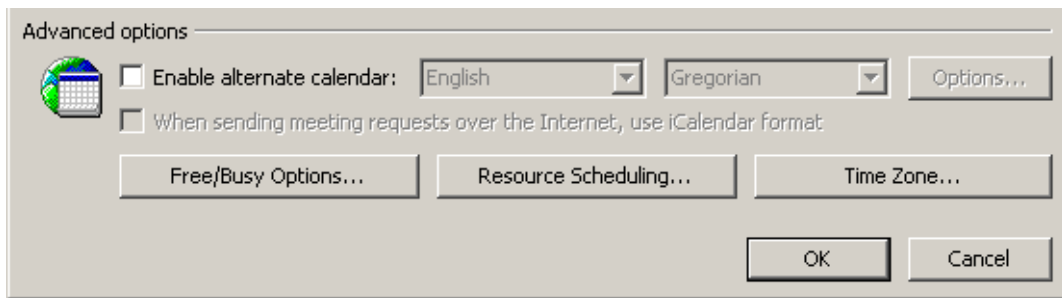 Advanced options
Enable alternate calendar: English Gregorian Options...
When sending meeting requests over the Internet, use iCalendar format
Free/Busy Options... Resource Scheduling... Time Zone...
OK Cancel